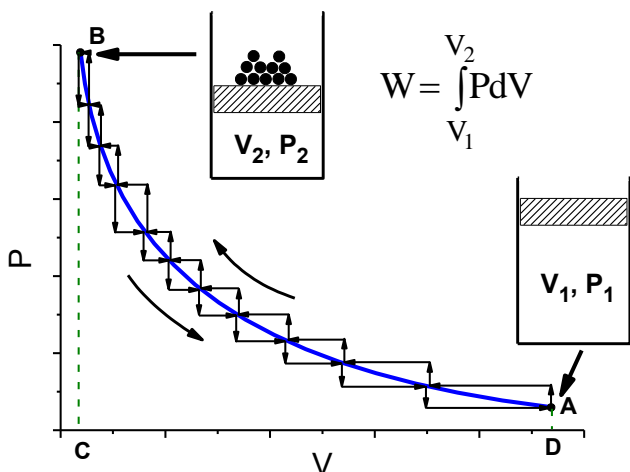 B
V₂
W = ∫ PdV
V₁
V₂, P₂
V₁, P₁
P
A
C
V
D